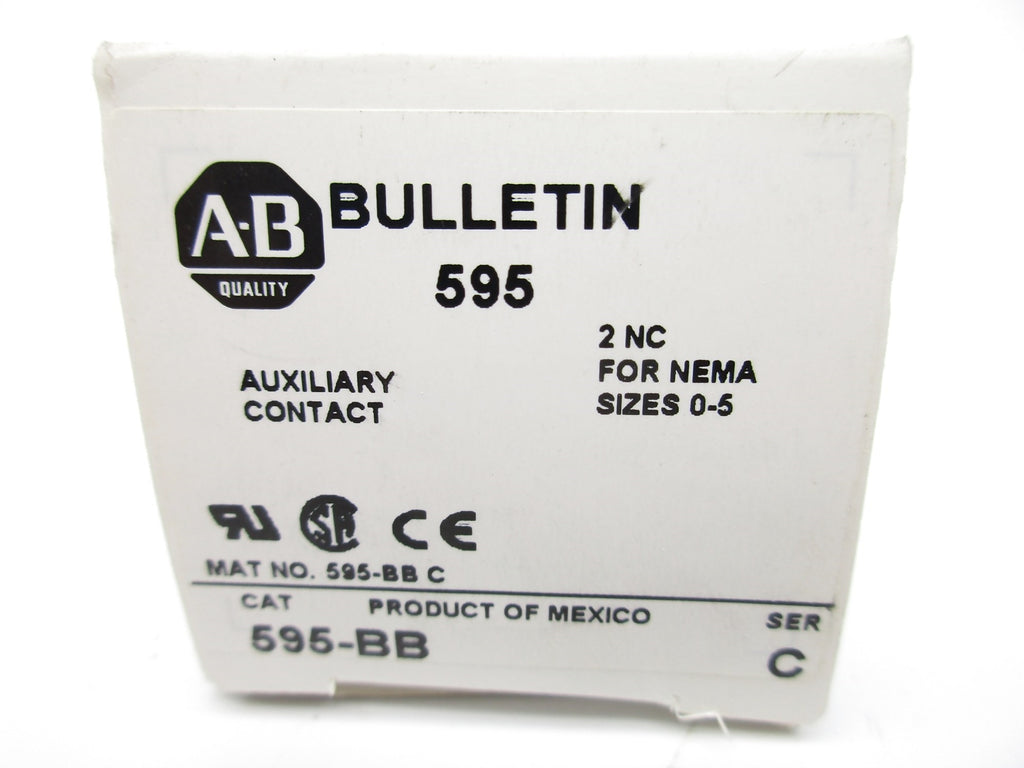 A-B
QUALITY
BULLETIN
595
AUXILIARY
CONTACT
2 NC
FOR NEMA
SIZES 0-5
CE
MAT NO. 595-BB C
CAT
PRODUCT OF MEXICO
SER
595-BB
C